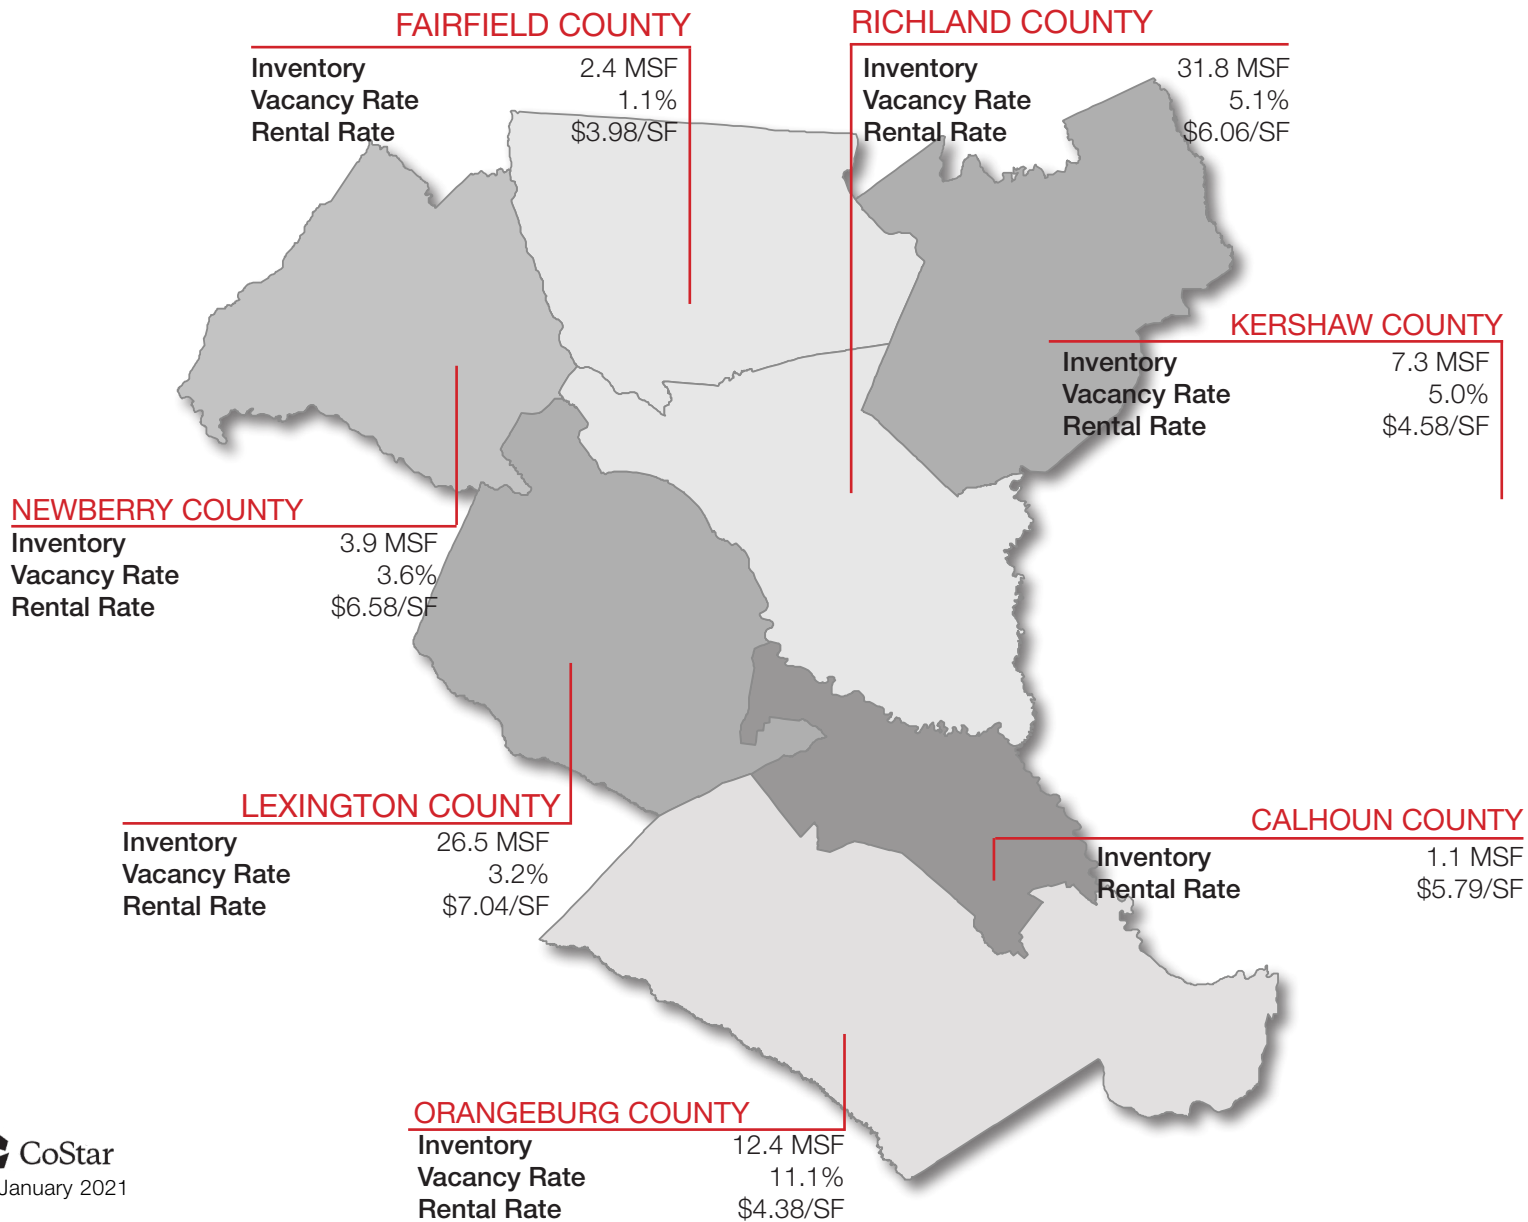 FAIRFIELD COUNTY
Inventory 2.4 MSF
Vacancy Rate 1.1%
Rental Rate $3.98/SF
RICHLAND COUNTY
Inventory 31.8 MSF
Vacancy Rate 5.1%
Rental Rate $6.06/SF
KERSHAW COUNTY
Inventory 7.3 MSF
Vacancy Rate 5.0%
Rental Rate $4.58/SF
NEWBERRY COUNTY
Inventory 3.9 MSF
Vacancy Rate 3.6%
Rental Rate $6.58/SF
LEXINGTON COUNTY
Inventory 26.5 MSF
Vacancy Rate 3.2%
Rental Rate $7.04/SF
CALHOUN COUNTY
Inventory 1.1 MSF
Rental Rate $5.79/SF
ORANGEBURG COUNTY
Inventory 12.4 MSF
Vacancy Rate 11.1%
Rental Rate $4.38/SF
CoStar
January 2021